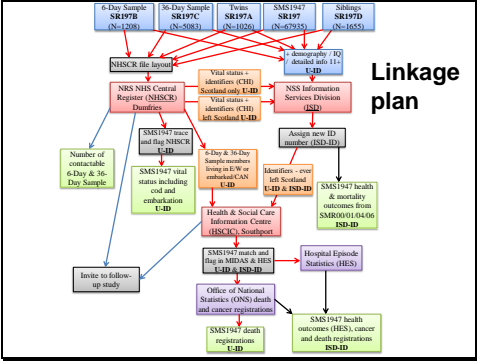 6-Day Sample
SR197B
(N~1208)
36-Day Sample
SR197C
(N~5083)
Twins
SR197A
(N~1026)
SMS1947
SR197
(N~67935)
Siblings
SR197D
(N~1655)
NHSCR file layout
+ demography / IQ
/ detailed info 11+
U-ID
Linkage
plan
NRS NHS Central
Register (NHSCR)
Dumfries
Vital status +
identifiers (CHI)
Scotland only U-ID
Vital status +
identifiers (CHI)
left Scotland U-ID
NSS Information
Services Division
(ISD)
SMS1947 trace
and flag NHSCR
U-ID
Assign new ID
number (ISD-ID)
Number of
contactable
6-Day & 36-
Day Sample
SMS1947 vital
status including
cod and
embarkation
U-ID
6-Day & 36-Day
Sample members
living in E/W or
embarked/CAN
U-ID
Identifiers - ever
left Scotland
U-ID & ISD-ID
SMS1947 health
& mortality
outcomes from
SMR00/01/04/06
ISD-ID
Health & Social Care
Information Centre
(HSCIC), Southport
SMS1947 match and
flag in MIDAS & HES
U-ID & ISD-ID
Hospital Episode
Statistics (HES)
Invite to follow-
up study
Office of National
Statistics (ONS) death
and cancer registrations
SMS1947 death
registrations
U-ID
SMS1947 health
outcomes (HES), cancer
and death registrations
ISD-ID